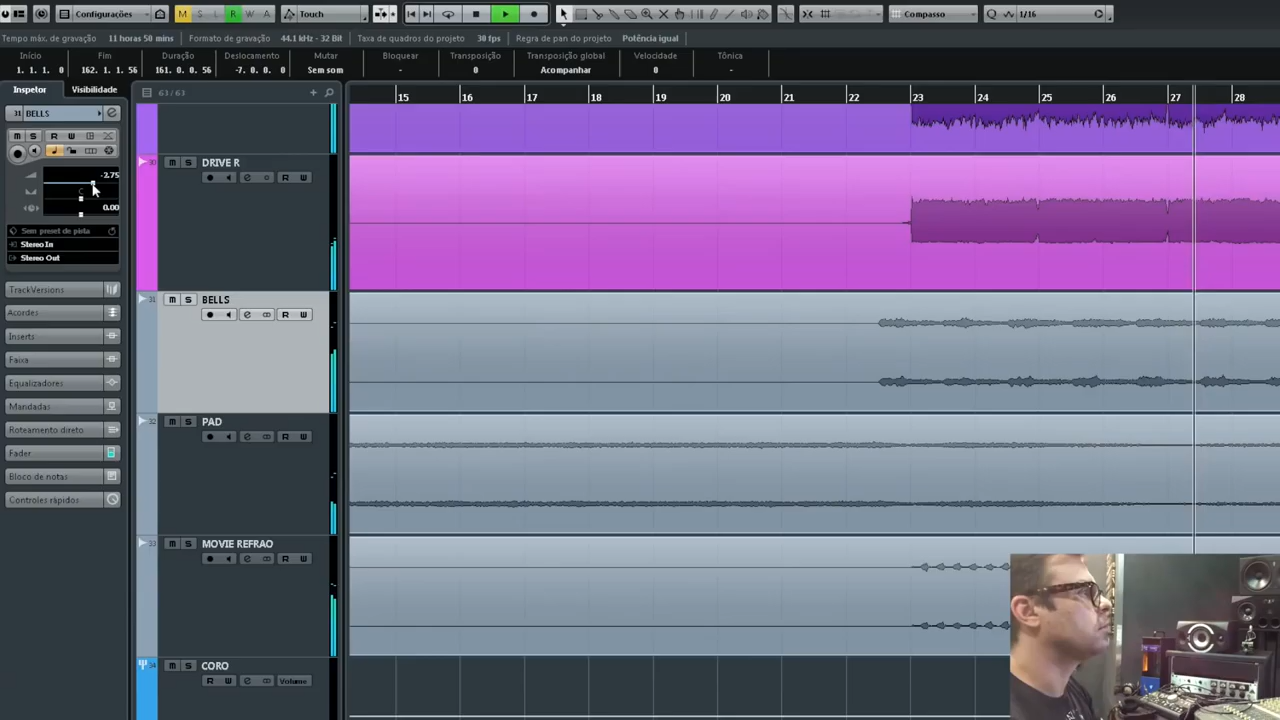 Configurações M S L R W A Touch Compasso Q 1/16
Tempo máx. de gravação 11 horas 50 mins Formato de gravação 44.1 kHz - 32 Bit Taxa de quadros do projeto 30 fps Regra de pan do projeto Potência igual
Início Fim Duração Deslocamento Mutar Bloquear Transposição Transposição global Velocidade Tônica
1. 1. 1. 0 162. 1. 1. 56 161. 0. 0. 56 -7. 0. 0. 0 Sem som - 0 Acompanhar 0 -
Inspetor Visibilidade 63/63 +
15 16 17 18 19 20 21 22 23 24 25 26 27 28
31 BELLS
M S R W
-2.75
C
0.00
Sem preset de pista
Stereo In
Stereo Out
TrackVersions
Acordes
Inserts
Faixa
Equalizadores
Mandadas
Roteamento direto
Fader
Bloco de notas
Controles rápidos
30 M S DRIVE R
R W
31 M S BELLS
R W
32 M S PAD
R W
33 M S MOVIE REFRAO
R W
34 M S CORO
R W Volume